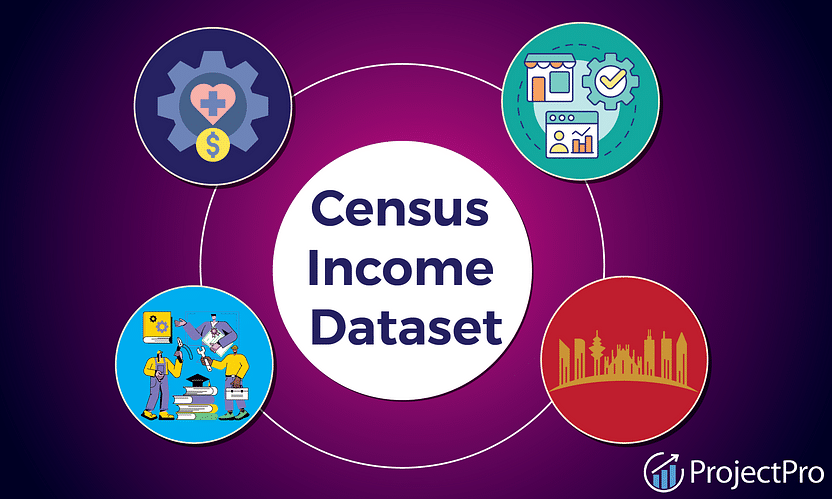 Census
Income
Dataset
$
ProjectPro